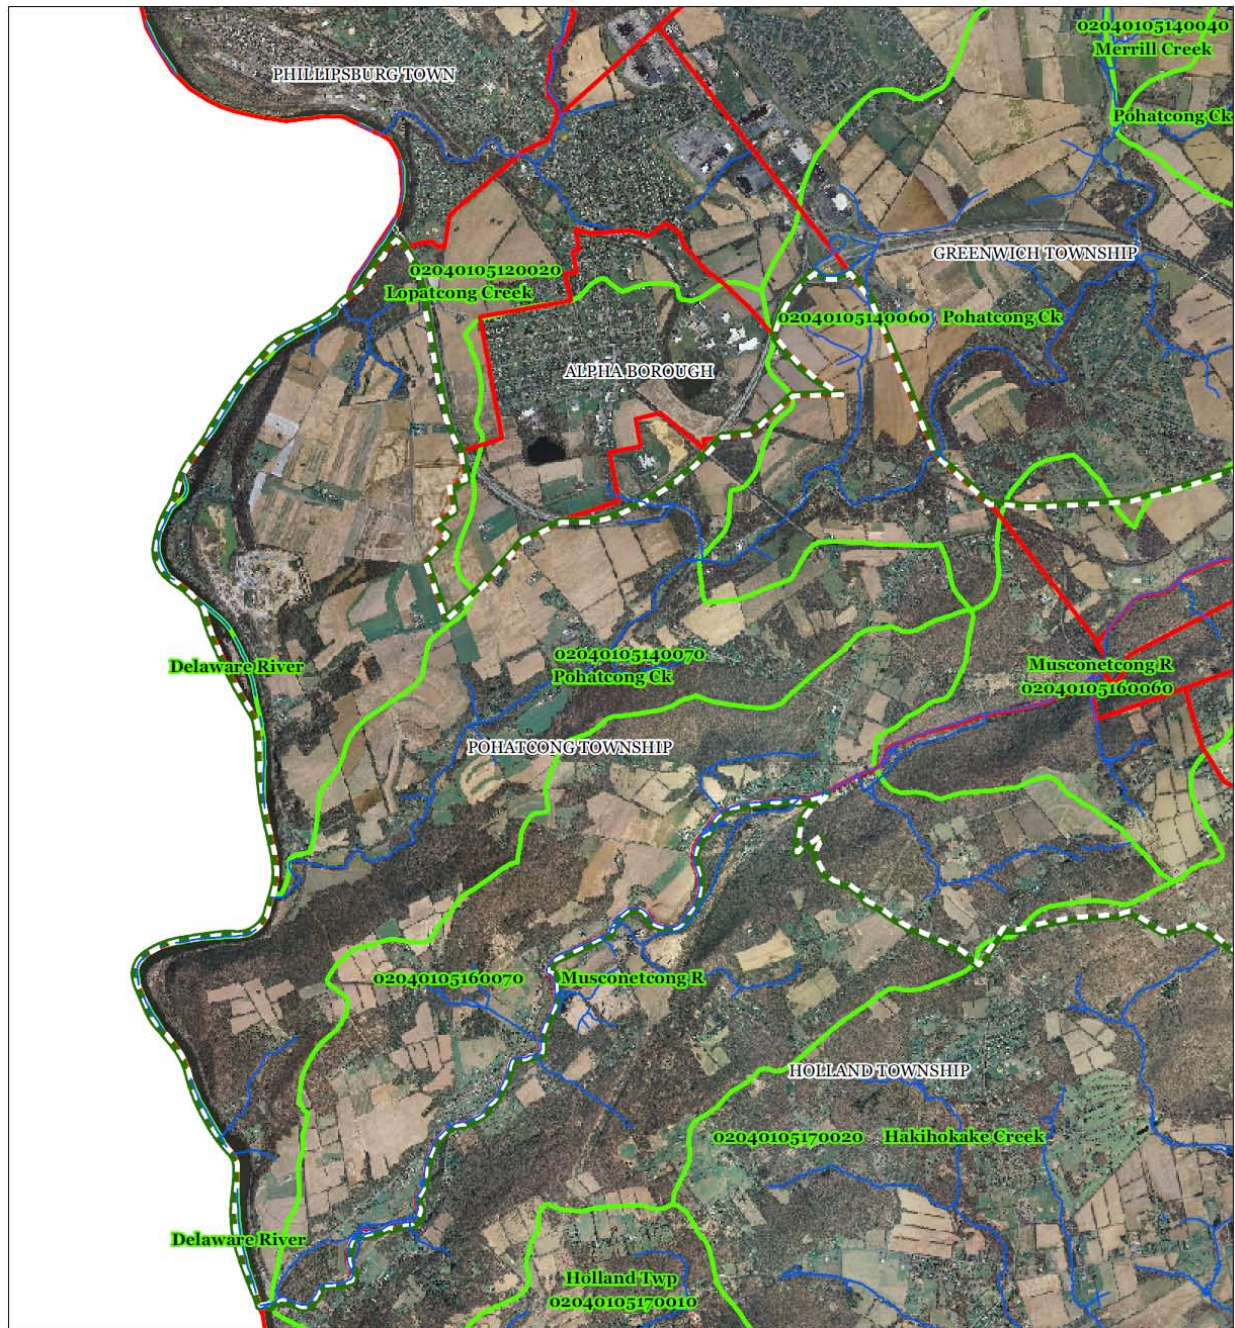 02040105140040
Merrill Creek
PHILLIPSBURG TOWN
Pohatcong Ck
GREENWICH TOWNSHIP
02040105120020
Lopatcong Creek
02040105140060 Pohatcong Ck
ALPHA BOROUGH
02040105140070
Pohatcong Ck
Delaware River
Musconetcong R
02040105160060
POHATCONG TOWNSHIP
02040105160070 Musconetcong R
HOLLAND TOWNSHIP
02040105170020 Hakihokake Creek
Delaware River
Holland Twp
02040105170010